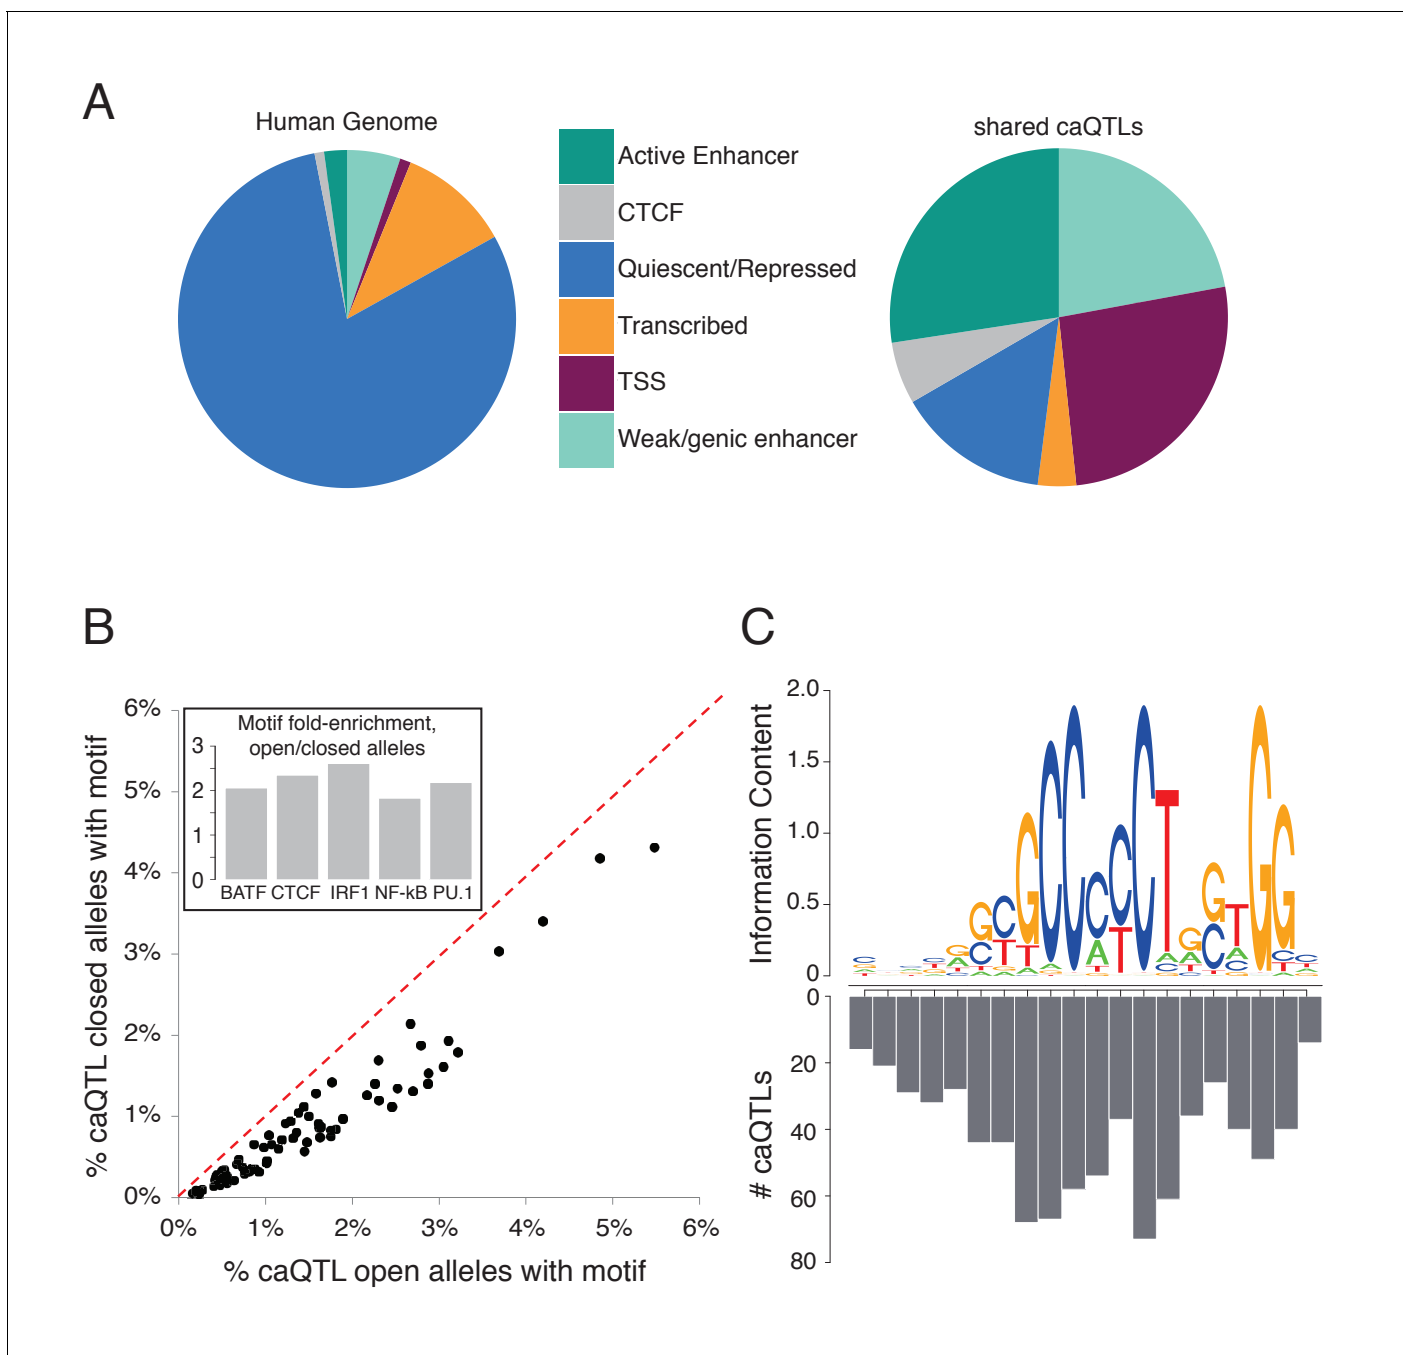 A
Human Genome
Active Enhancer
CTCF
Quiescent/Repressed
Transcribed
TSS
Weak/genic enhancer
shared caQTLs
B
% caQTL closed alleles with motif
6%
5%
4%
3%
2%
1%
0%
Motif fold-enrichment,
open/closed alleles
3
2
1
0
BATF CTCF IRF1 NF-kB PU.1
0% 1% 2% 3% 4% 5% 6%
% caQTL open alleles with motif
C
Information Content
2.0
1.5
1.0
0.5
0
# caQTLs
0
20
40
60
80